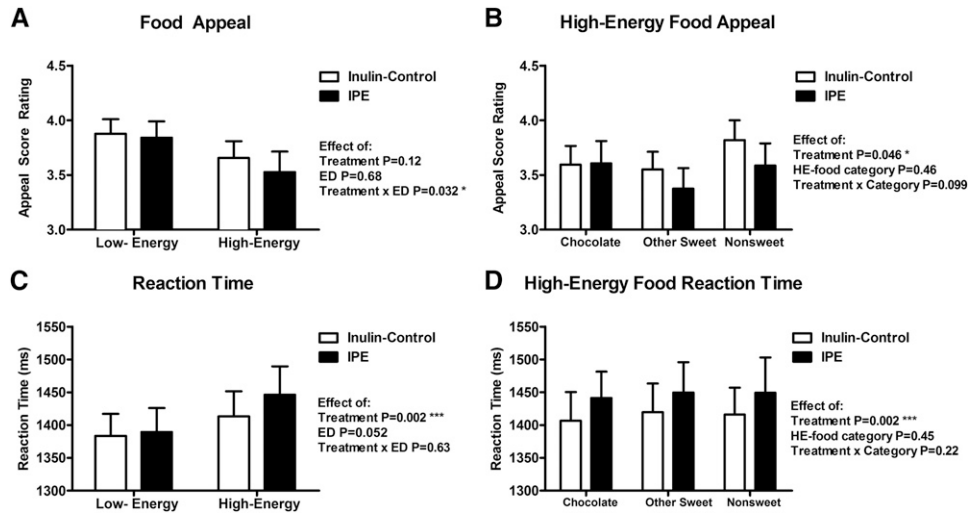 A
Food Appeal
4.5
4.0
3.5
3.0
Appeal Score Rating
Low- Energy
High-Energy
Inulin-Control
IPE
Effect of:
Treatment P=0.12
ED P=0.68
Treatment x ED P=0.032 *
B
High-Energy Food Appeal
4.5
4.0
3.5
3.0
Appeal Score Rating
Chocolate
Other Sweet
Nonsweet
Inulin-Control
IPE
Effect of:
Treatment P=0.046 *
HE-food category P=0.46
Treatment x Category P=0.099
C
Reaction Time
1550
1500
1450
1400
1350
1300
Reaction Time (ms)
Low- Energy
High-Energy
Inulin-Control
IPE
Effect of:
Treatment P=0.002 ***
ED P=0.052
Treatment x ED P=0.63
D
High-Energy Food Reaction Time
1550
1500
1450
1400
1350
1300
Reaction Time (ms)
Chocolate
Other Sweet
Nonsweet
Inulin-Control
IPE
Effect of:
Treatment P=0.002 ***
HE-food category P=0.45
Treatment x Category P=0.22